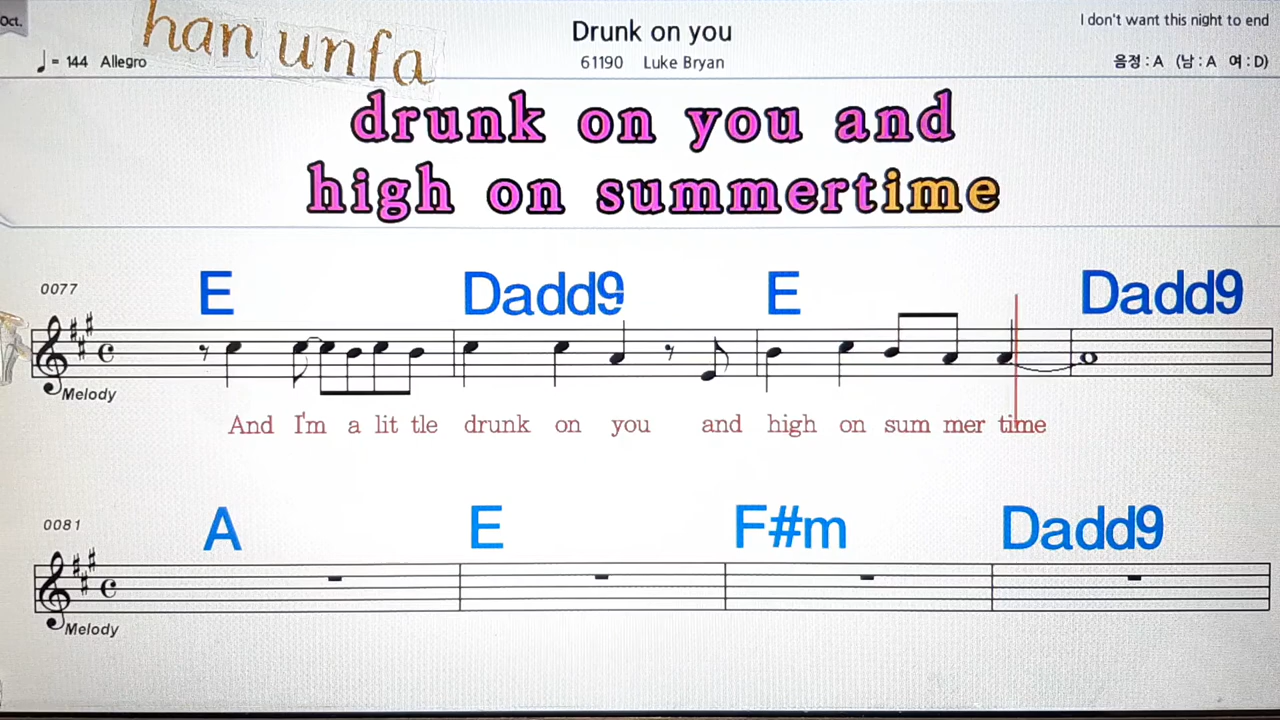 Oct.
han unfa
Drunk on you
I don't want this night to end
♩ = 144 Allegro
61190 Luke Bryan
음정 : A (남 : A 여 : D)
drunk on you and
high on summertime
E Dadd9 E Dadd9
0077
Melody
And I'm a lit tle drunk on you and high on sum mer time
0081
A E F#m Dadd9
Melody